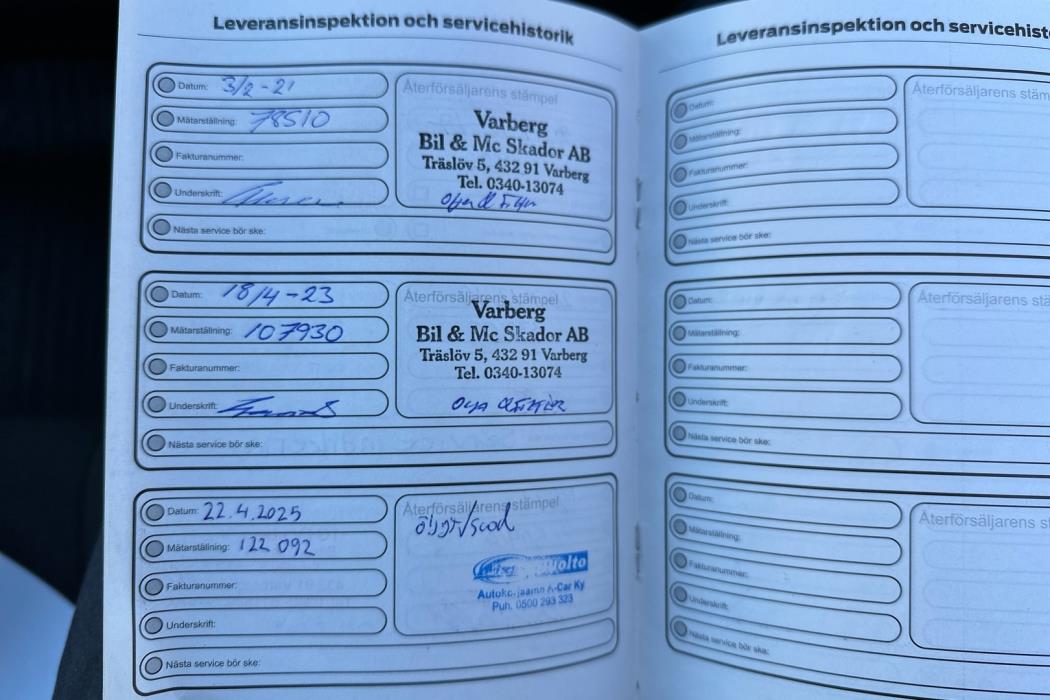 Leveransinspektion och servicehistorik
Datum: 3/2-21
Mätarställning: 78510
Fakturanummer:
Underskrift:
Nästa service bör ske:
Återförsäljarens stämpel
Varberg
Bil & Mc Skador AB
Träslöv 5, 432 91 Varberg
Tel. 0340-13074
Datum: 18/4-23
Mätarställning: 107930
Fakturanummer:
Underskrift:
Nästa service bör ske:
Återförsäljarens stämpel
Varberg
Bil & Mc Skador AB
Träslöv 5, 432 91 Varberg
Tel. 0340-13074
Datum: 22.4.2025
Mätarställning: 122 092
Fakturanummer:
Underskrift:
Nästa service bör ske:
Återförsäljarens stämpel
Puh. 0500 293 323
Leveransinspektion och servicehist
Datum:
Mätarställning:
Fakturanummer:
Underskrift:
Nästa service bör ske:
Återförsäljarens stäm
Datum:
Mätarställning:
Fakturanummer:
Underskrift:
Nästa service bör ske:
Återförsäljarens stä
Datum:
Mätarställning:
Fakturanummer:
Underskrift:
Nästa service bör ske:
Återförsäljarens s